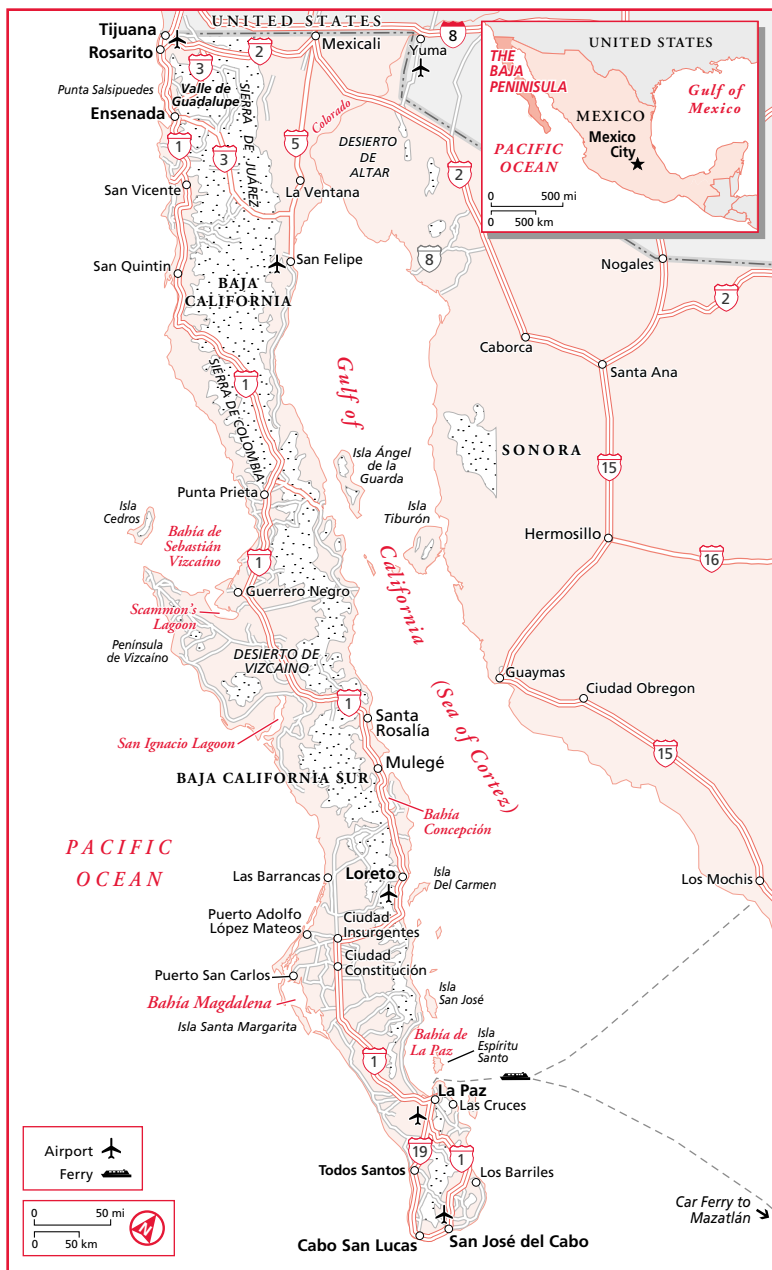 UNITED STATES
Tijuana
Rosarito
2
Mexicali
8
Yuma
UNITED STATES
THE
BAJA
PENINISULA
Gulf of
Mexico
MEXICO
Mexico
City
PACIFIC
OCEAN
0 500 mi
0 500 km
3
Punta Salsipuedes
Valle de
Guadalupe
SIERRA DE JUÁREZ
Colorado
Ensenada
1
3
5
DESIERTO
DE
ALTAR
2
San Vicente
La Ventana
San Quintin
San Felipe
8
Nogales
2
BAJA
CALIFORNIA
Caborca
Santa Ana
1
SIERRA DE COLOMBIA
Gulf of
California
(Sea of Cortez)
Isla Ángel
de la
Guarda
SONORA
15
Punta Prieta
Isla
Cedros
Isla
Tiburón
Bahía de
Sebastián
Vizcaíno
Hermosillo
1
16
Guerrero Negro
Scammon's
Lagoon
Península
de Vizcaíno
DESIERTO DE
VIZCAINO
Guaymas
Ciudad Obregon
1
Santa
Rosalía
San Ignacio Lagoon
15
Mulegé
BAJA CALIFORNIA SUR
Bahía
Concepción
PACIFIC
OCEAN
Las Barrancas
Loreto
Isla
Del Carmen
Los Mochis
Puerto Adolfo
López Mateos
Ciudad
Insurgentes
Ciudad
Constitución
Puerto San Carlos
Bahía Magdalena
Isla
San José
Isla Santa Margarita
Bahía de
La Paz
Isla
Espíritu
Santo
1
La Paz
Las Cruces
Airport
Ferry
19
1
Todos Santos
Los Barriles
0 50 mi
0 50 km
N
Car Ferry to
Mazatlán
Cabo San Lucas
San José del Cabo